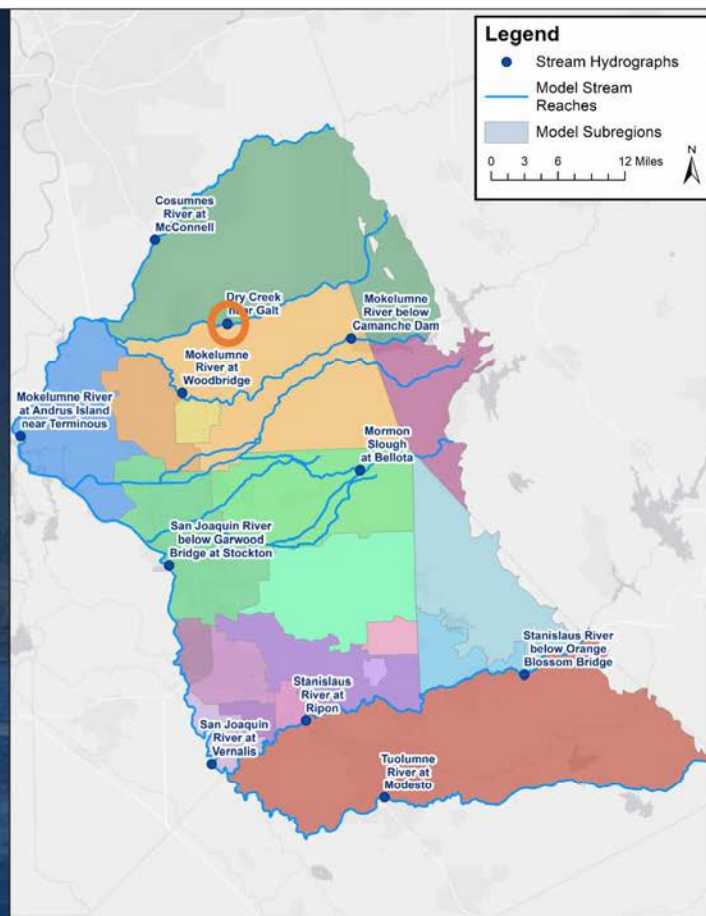 Legend
Stream Hydrographs
Model Stream
Reaches
Model Subregions
0 3 6 12 Miles
N
Cosumnes
River at
McConnell
Dry Creek
near Galt
Mokelumne
River below
Camanche Dam
Mokelumne
River at
Woodbridge
Mokelumne River
at Andrus Island
near Terminous
Mormon
Slough
at Bellota
San Joaquin River
below Garwood
Bridge at Stockton
Stanislaus River
below Orange
Blossom Bridge
Stanislaus
River at
Ripon
San Joaquin
River at
Vernalis
Tuolumne
River at
Modesto